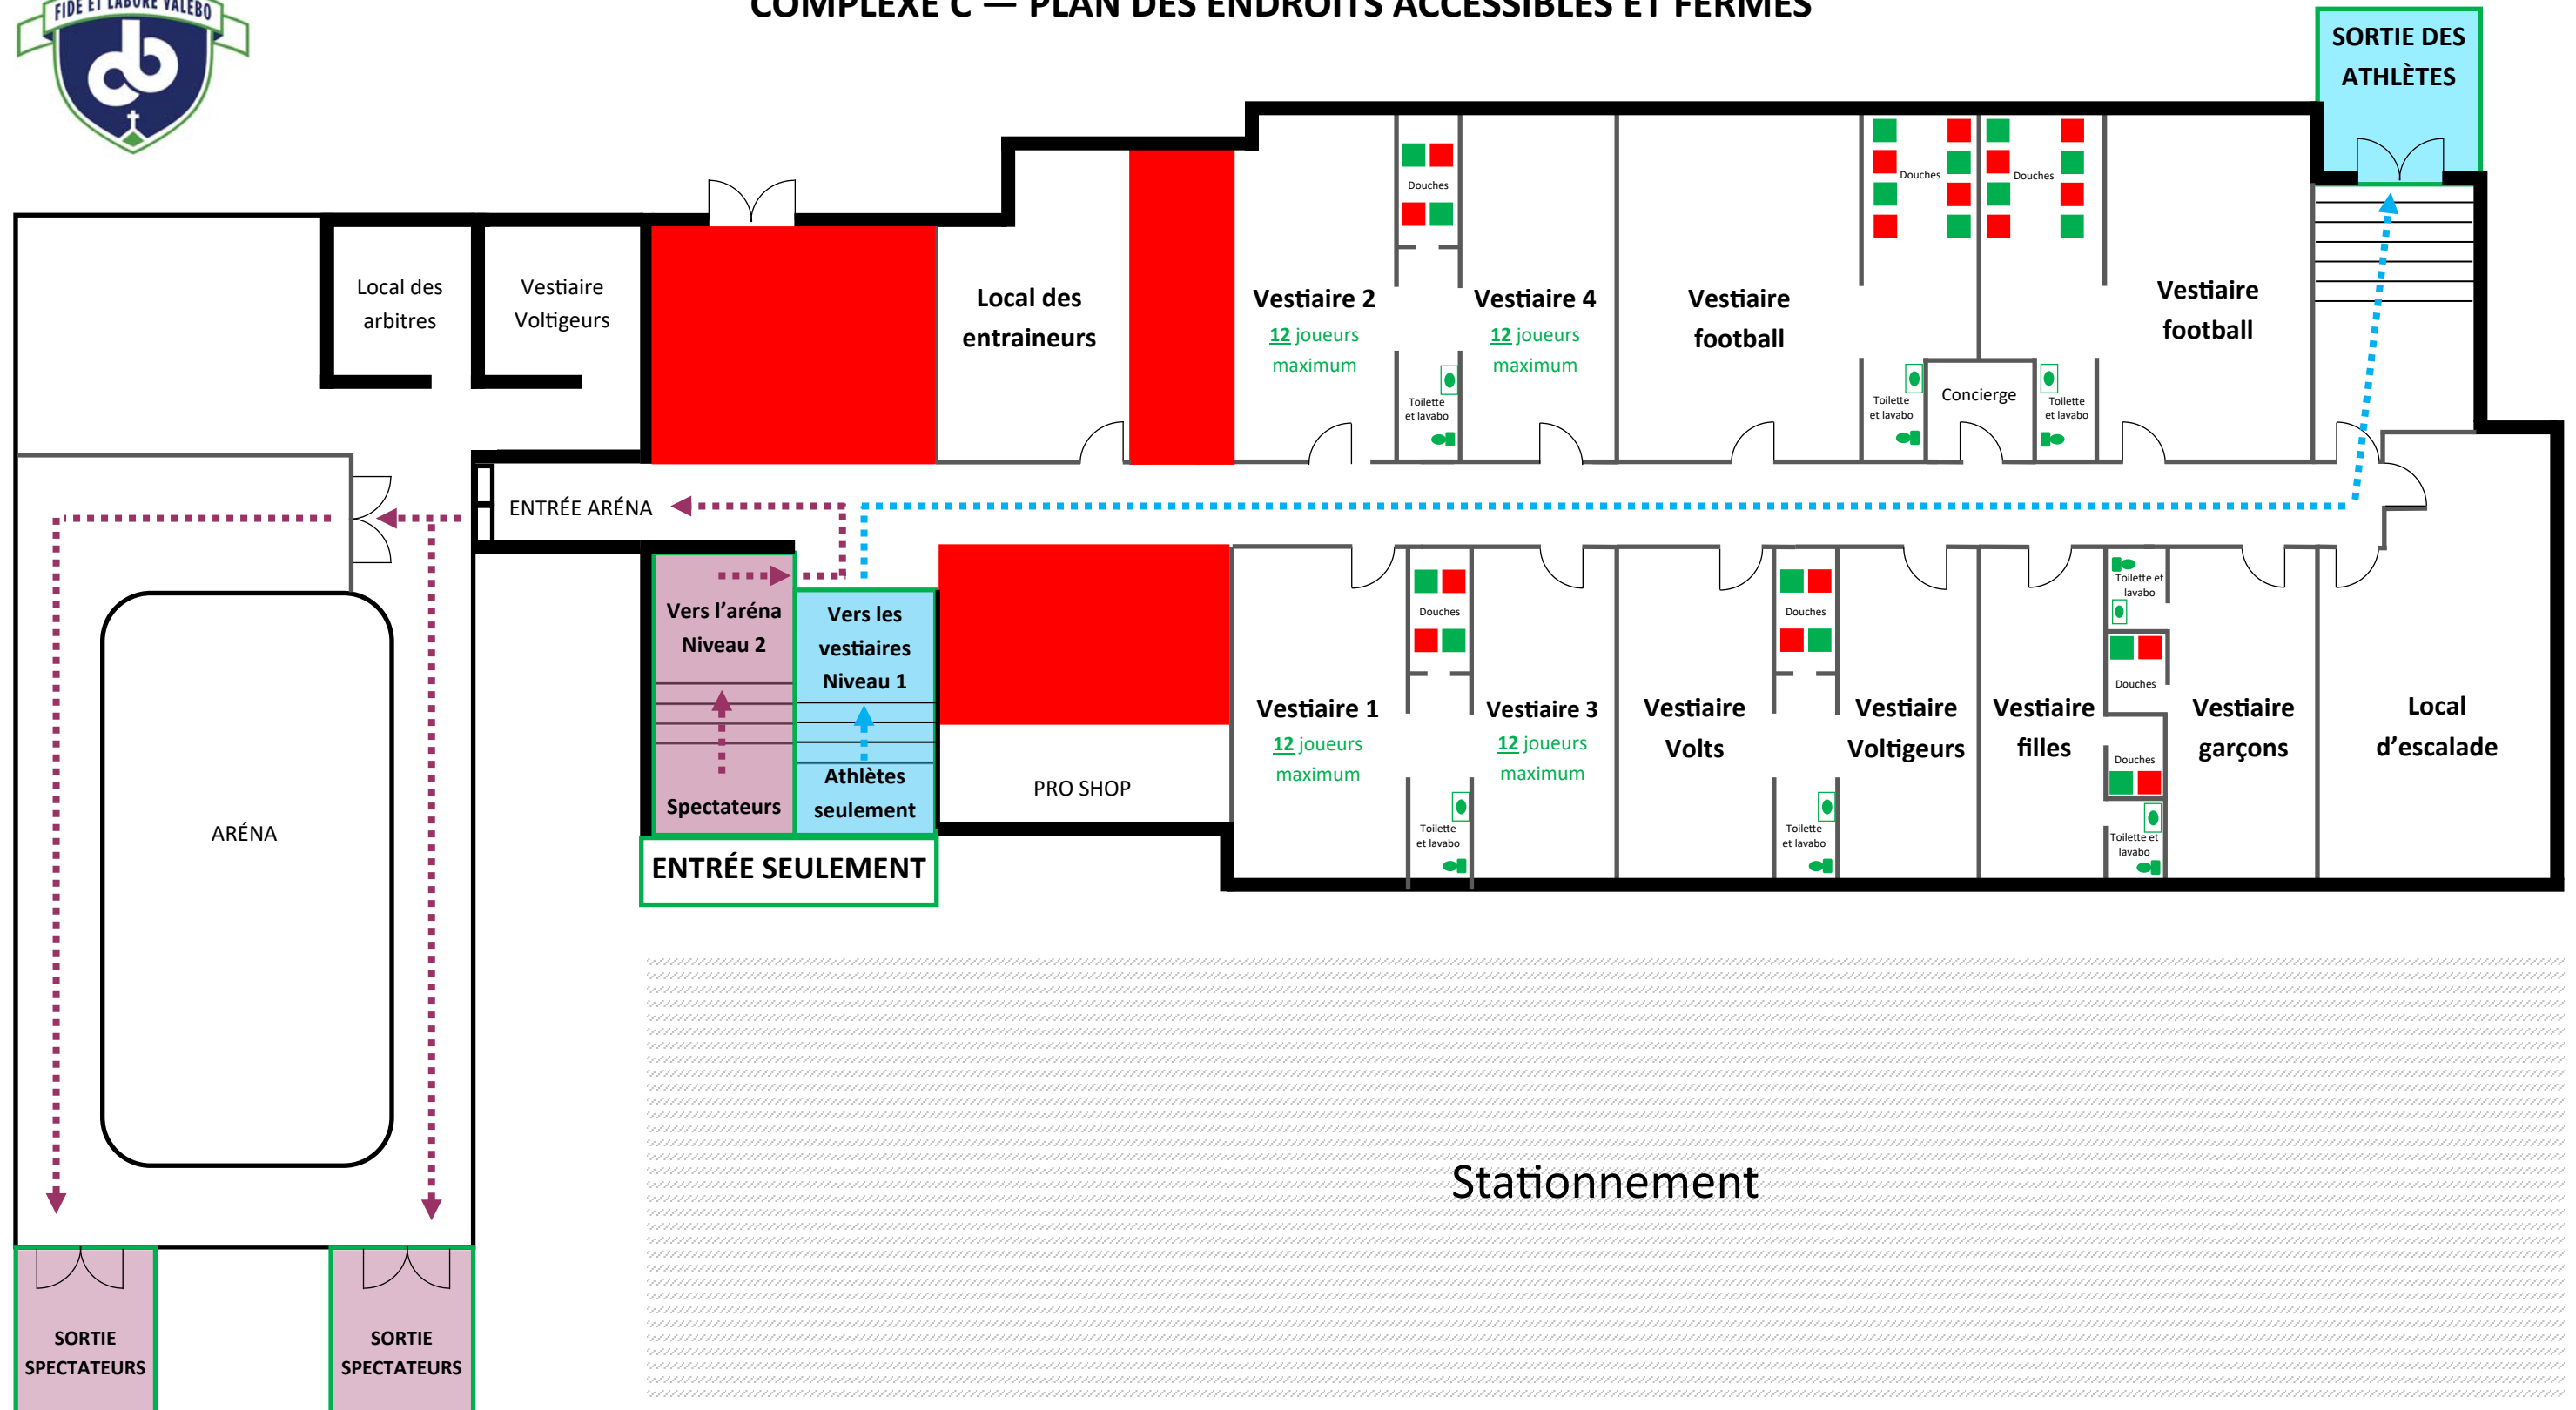 FIDE ET LABORE VALEBO
cb
COMPLEXE C — PLAN DES ENDROITS ACCESSIBLES ET FERMÉS
SORTIE DES
ATHLÈTES
Local des
arbitres
Vestiaire
Voltigeurs
Local des
entraineurs
Vestiaire 2
12 joueurs
maximum
Douches
Toilette
et lavabo
Vestiaire 4
12 joueurs
maximum
Vestiaire
football
Douches
Toilette
et lavabo
Concierge
Douches
Toilette
et lavabo
Vestiaire
football
ENTRÉE ARÉNA
Vers l’aréna
Niveau 2
Spectateurs
Vers les
vestiaires
Niveau 1
Athlètes
seulement
ENTRÉE SEULEMENT
PRO SHOP
Vestiaire 1
12 joueurs
maximum
Douches
Toilette
et lavabo
Vestiaire 3
12 joueurs
maximum
Vestiaire
Volts
Douches
Toilette
et lavabo
Vestiaire
Voltigeurs
Vestiaire
filles
Toilette et
lavabo
Douches
Douches
Toilette et
lavabo
Vestiaire
garçons
Local
d’escalade
ARÉNA
Stationnement
SORTIE
SPECTATEURS
SORTIE
SPECTATEURS